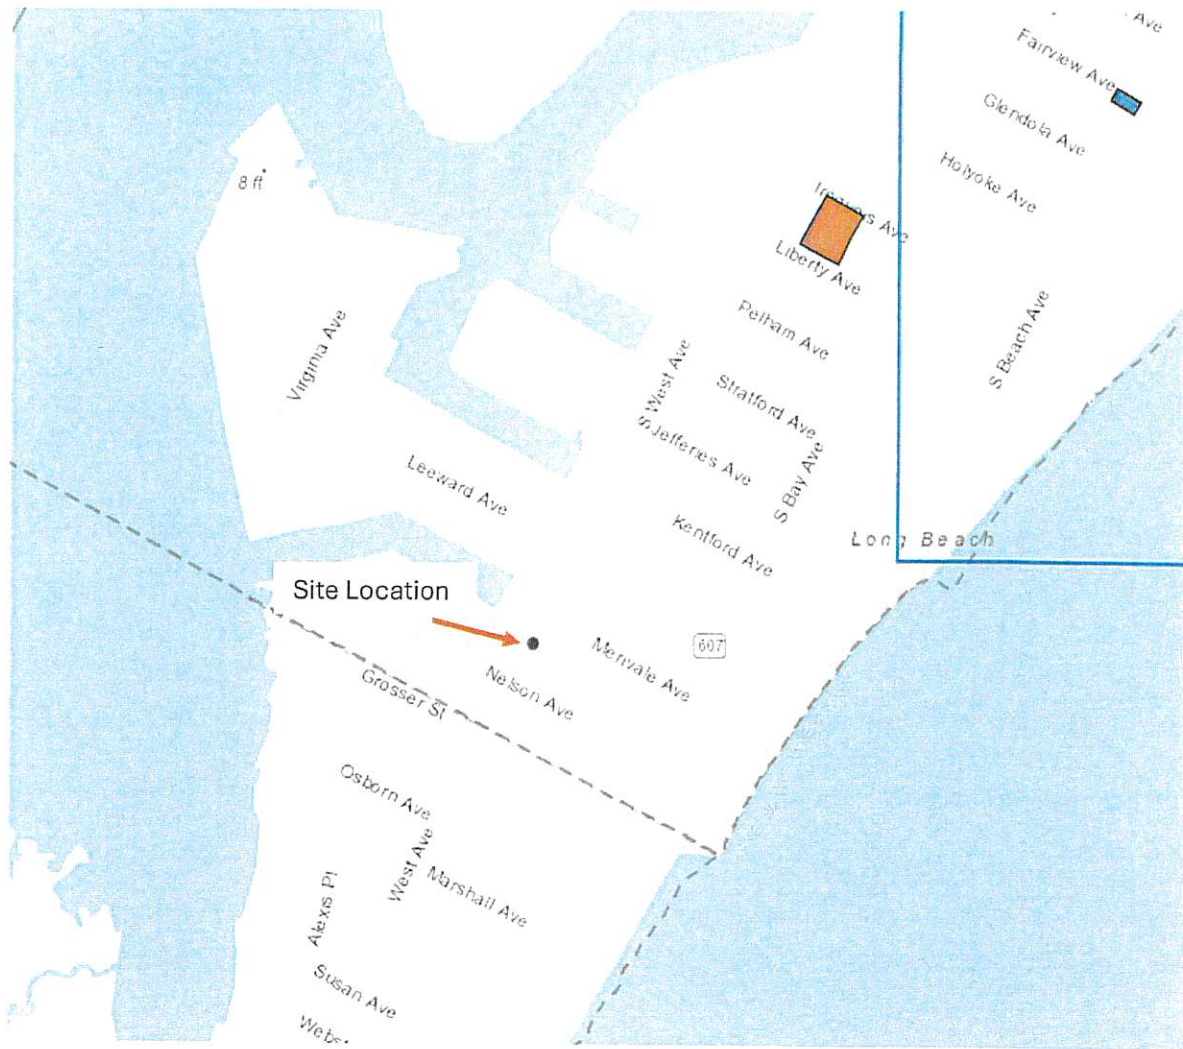 Ave
Fairview Ave
Glendola Ave
Holyoke Ave
8 ft
Ave
Liberty Ave
Virginia Ave
Pelham Ave
S Beach Ave
S West Ave
Stratford Ave
S Jefferies Ave
S Bay Ave
Leeward Ave
Kentford Ave
Long Beach
Site Location
Merivale Ave
607
Nelson Ave
Grosser St
Osborn Ave
West Ave
Marshall Ave
Alexis Pl
Susan Ave